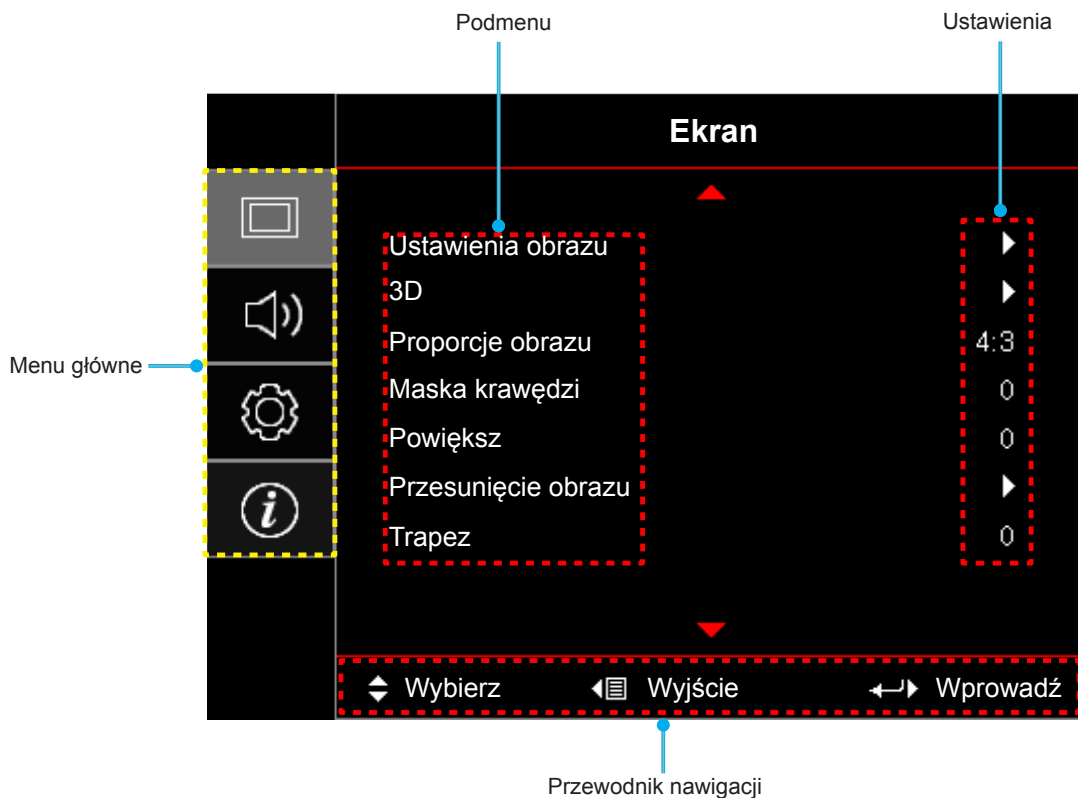 Podmenu
Ustawienia
Ekran
Ustawienia obrazu
3D
Proporcje obrazu 4:3
Menu główne
Maska krawędzi 0
Powiększ 0
Przesunięcie obrazu
Trapez 0
Wybierz Wyjście Wprowadź
Przewodnik nawigacji